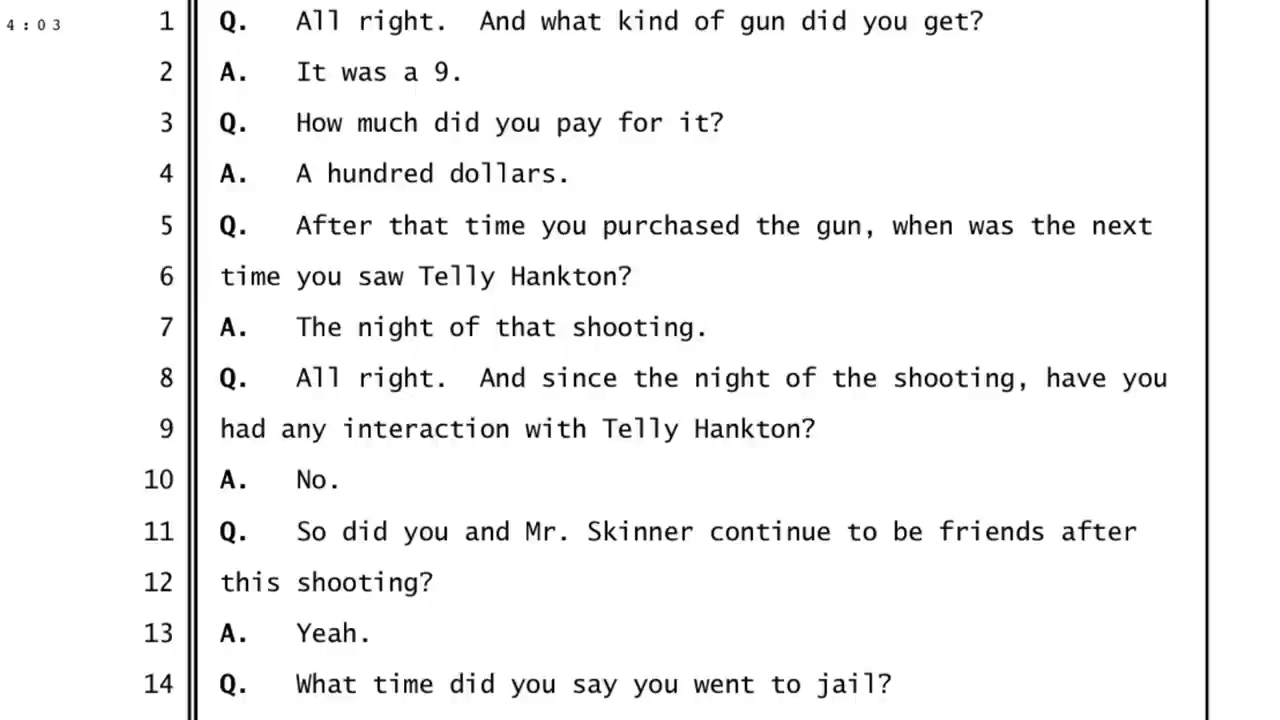 4:03
1 Q. All right. And what kind of gun did you get?
2 A. It was a 9.
3 Q. How much did you pay for it?
4 A. A hundred dollars.
5 Q. After that time you purchased the gun, when was the next
6 time you saw Telly Hankton?
7 A. The night of that shooting.
8 Q. All right. And since the night of the shooting, have you
9 had any interaction with Telly Hankton?
10 A. No.
11 Q. So did you and Mr. Skinner continue to be friends after
12 this shooting?
13 A. Yeah.
14 Q. What time did you say you went to jail?